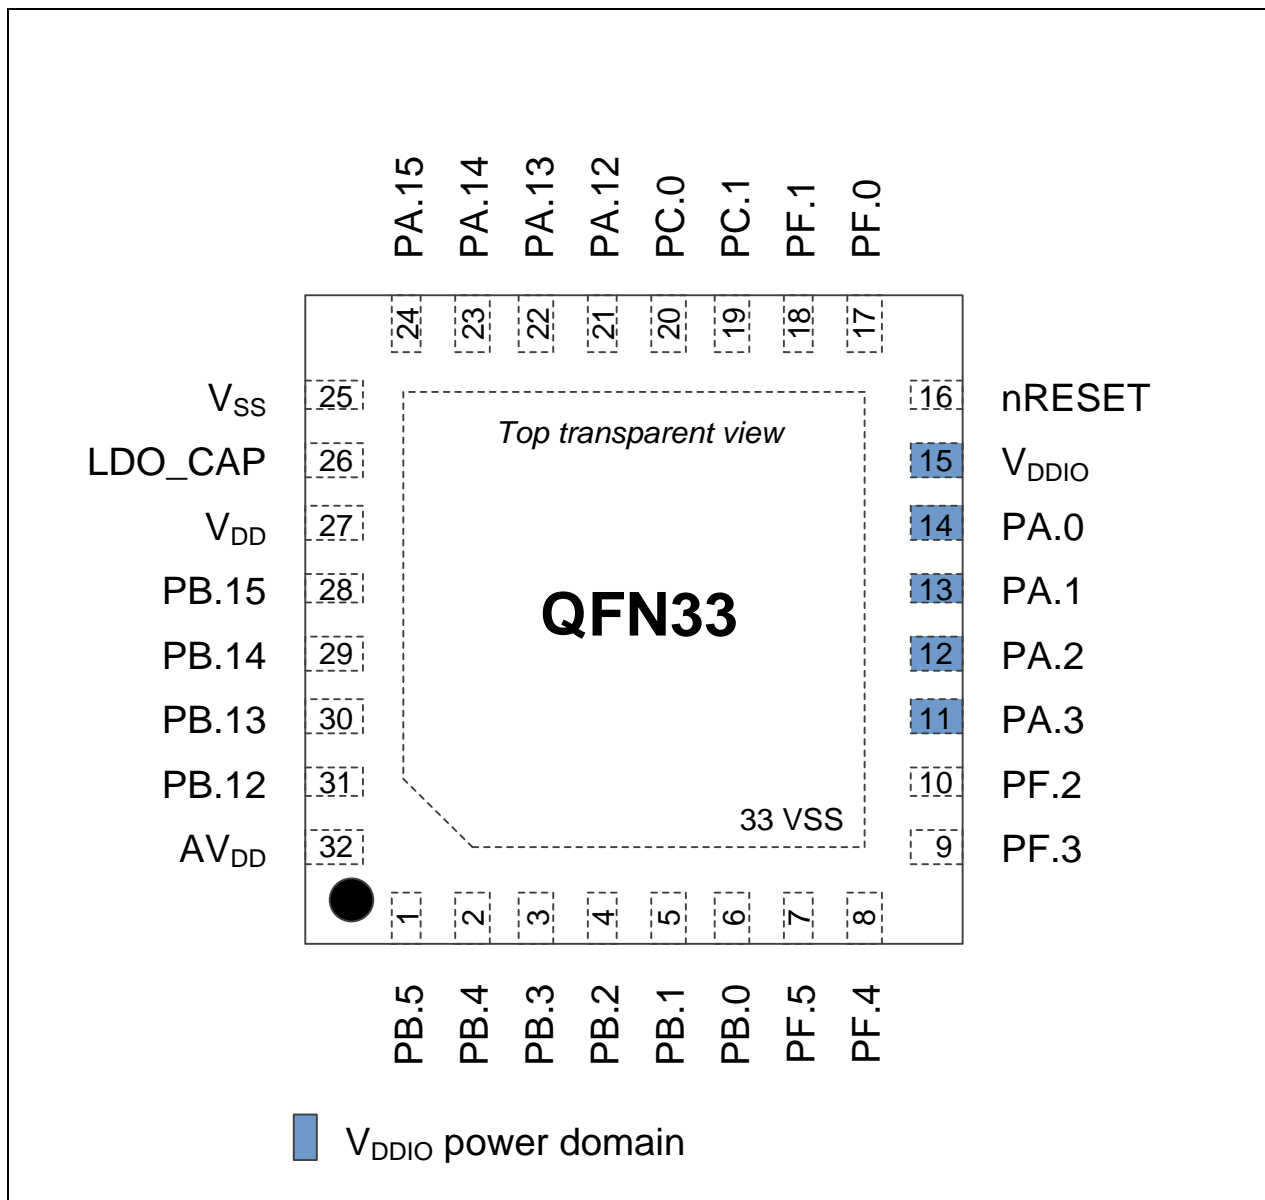 PA.15 PA.14 PA.13 PA.12 PC.0 PC.1 PF.1 PF.0
24 23 22 21 20 19 18 17
VSS 25 16 nRESET
Top transparent view
LDO_CAP 26 15 VDDIO
VDD 27 14 PA.0
PB.15 28 13 PA.1
QFN33
PB.14 29 12 PA.2
PB.13 30 11 PA.3
PB.12 31 10 PF.2
33 VSS
AVDD 32 9 PF.3
1 2 3 4 5 6 7 8
PB.5 PB.4 PB.3 PB.2 PB.1 PB.0 PF.5 PF.4
VDDIO power domain